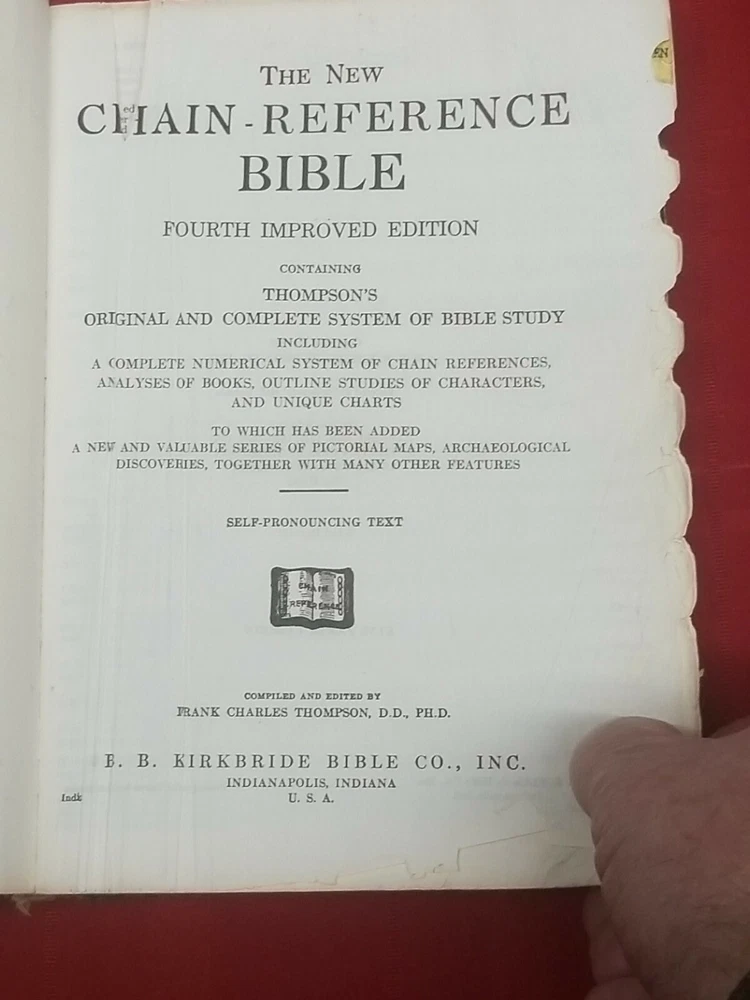 THE NEW
CHAIN-REFERENCE
BIBLE
FOURTH IMPROVED EDITION
CONTAINING
THOMPSON'S
ORIGINAL AND COMPLETE SYSTEM OF BIBLE STUDY
INCLUDING
A COMPLETE NUMERICAL SYSTEM OF CHAIN REFERENCES,
ANALYSES OF BOOKS, OUTLINE STUDIES OF CHARACTERS,
AND UNIQUE CHARTS
TO WHICH HAS BEEN ADDED
A NEW AND VALUABLE SERIES OF PICTORIAL MAPS, ARCHAEOLOGICAL
DISCOVERIES, TOGETHER WITH MANY OTHER FEATURES
SELF-PRONOUNCING TEXT
CHAIN
REFERENCE
COMPILED AND EDITED BY
FRANK CHARLES THOMPSON, D.D., PH.D.
B. B. KIRKBRIDE BIBLE CO., INC.
INDIANAPOLIS, INDIANA
U. S. A.
Indk